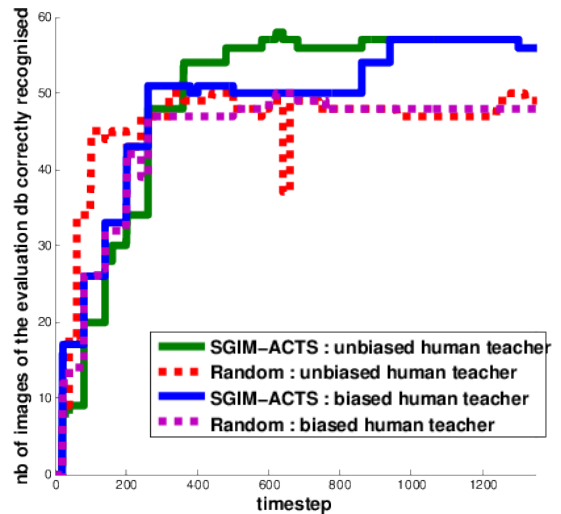 60
50
40
30
20
10
0
nb of images of the evaluation db correctly recognised
SGIM-ACTS : unbiased human teacher
Random : unbiased human teacher
SGIM-ACTS : biased human teacher
Random : biased human teacher
0 200 400 600 800 1000 1200
timestep